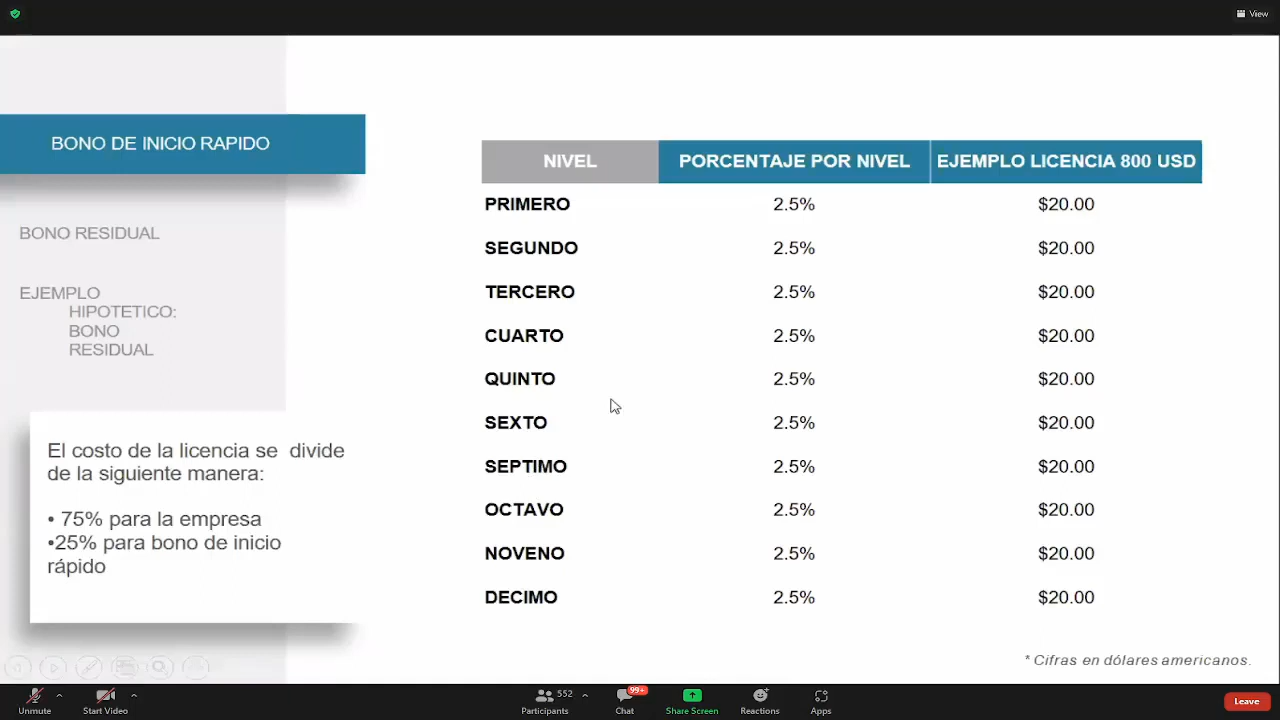 View
BONO DE INICIO RAPIDO
BONO RESIDUAL
EJEMPLO
HIPOTETICO:
BONO
RESIDUAL
El costo de la licencia se divide
de la siguiente manera:
• 75% para la empresa
•25% para bono de inicio
rápido
NIVEL PORCENTAJE POR NIVEL EJEMPLO LICENCIA 800 USD
PRIMERO 2.5% $20.00
SEGUNDO 2.5% $20.00
TERCERO 2.5% $20.00
CUARTO 2.5% $20.00
QUINTO 2.5% $20.00
SEXTO 2.5% $20.00
SEPTIMO 2.5% $20.00
OCTAVO 2.5% $20.00
NOVENO 2.5% $20.00
DECIMO 2.5% $20.00
* Cifras en dólares americanos.
552 99+
Unmute Start Video Participants Chat Share Screen Reactions Apps Leave